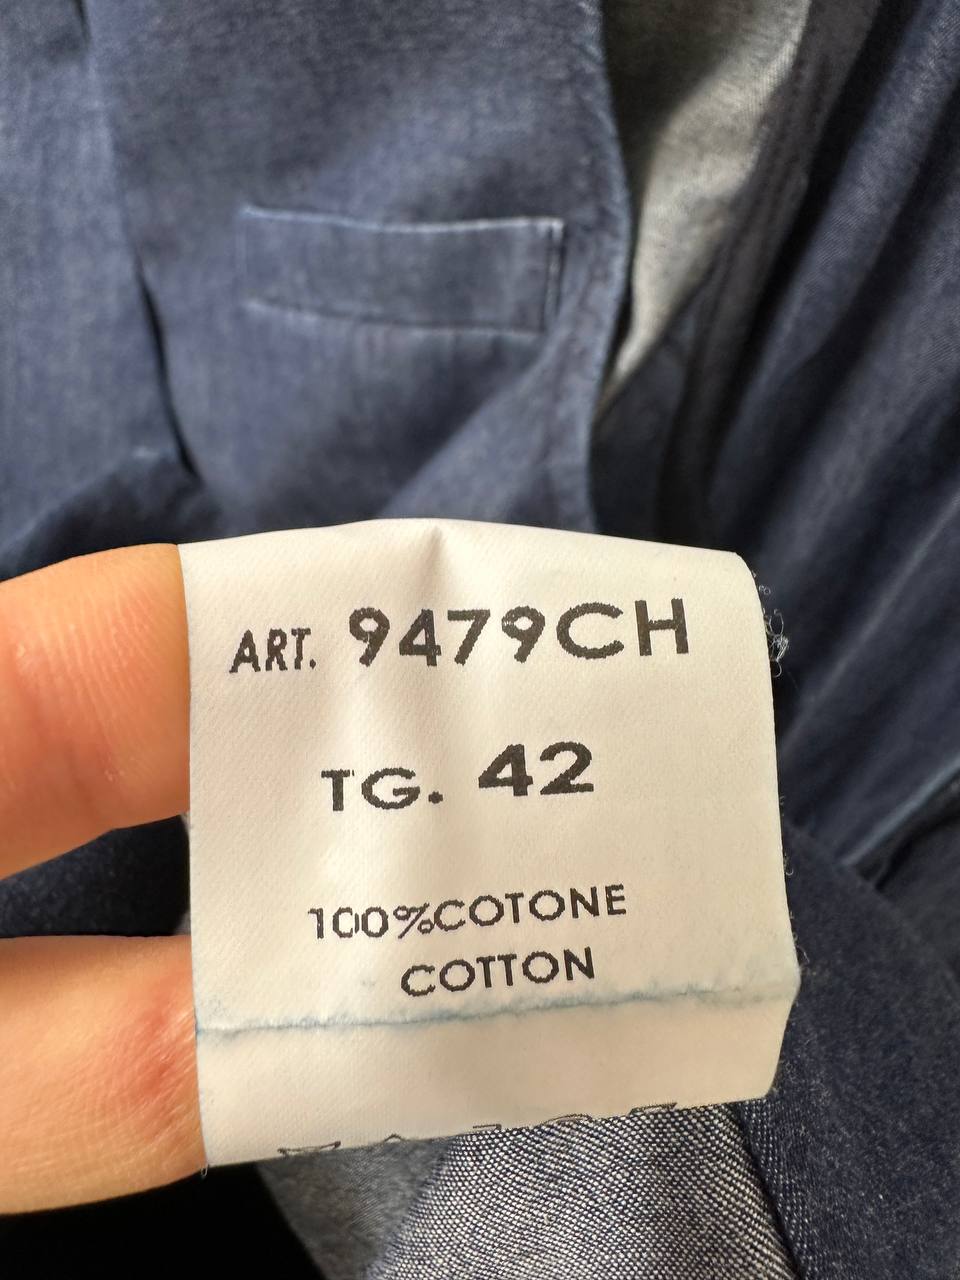 ART. 9479CH
TG. 42
100%COTONE
COTTON